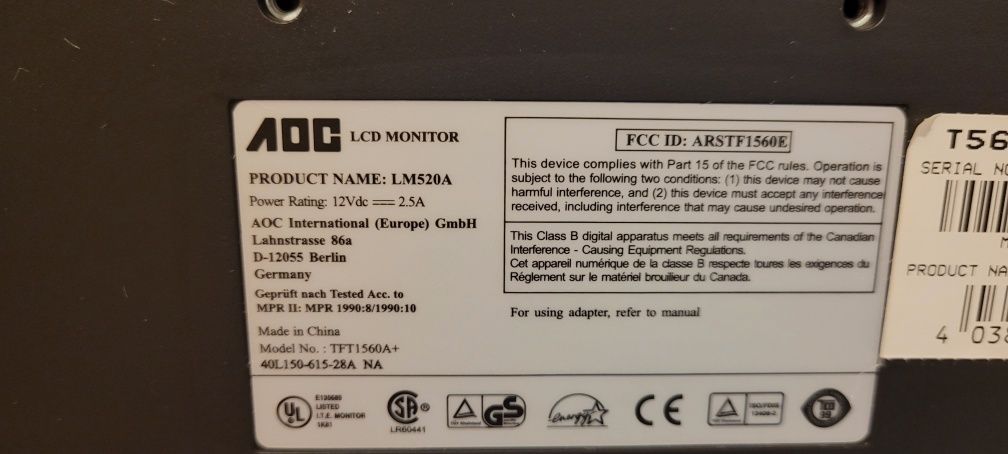 AOC LCD MONITOR
PRODUCT NAME: LM520A
Power Rating: 12Vdc ⎓ 2.5A
AOC International (Europe) GmbH
Lahnstrasse 86a
D-12055 Berlin
Germany
Geprüft nach Tested Acc. to
MPR II: MPR 1990:8/1990:10
Made in China
Model No. : TFT1560A+
40L150-615-28A NA
FCC ID: ARSTF1560E
This device complies with Part 15 of the FCC rules. Operation is
subject to the following two conditions: (1) this device may not cause
harmful interference, and (2) this device must accept any interference
received, including interference that may cause undesired operation.
This Class B digital apparatus meets all requirements of the Canadian
Interference - Causing Equipment Regulations.
Cet appareil numérique de la classe B respecte toures les exigences du
Réglement sur le matériel brouilleur du Canada.
For using adapter, refer to manual
UL
LISTED
I.T.E. MONITOR
SA ®
LR60441
GS
energy
CE
T56
SERIAL NO
PRODUCT NA
4 038